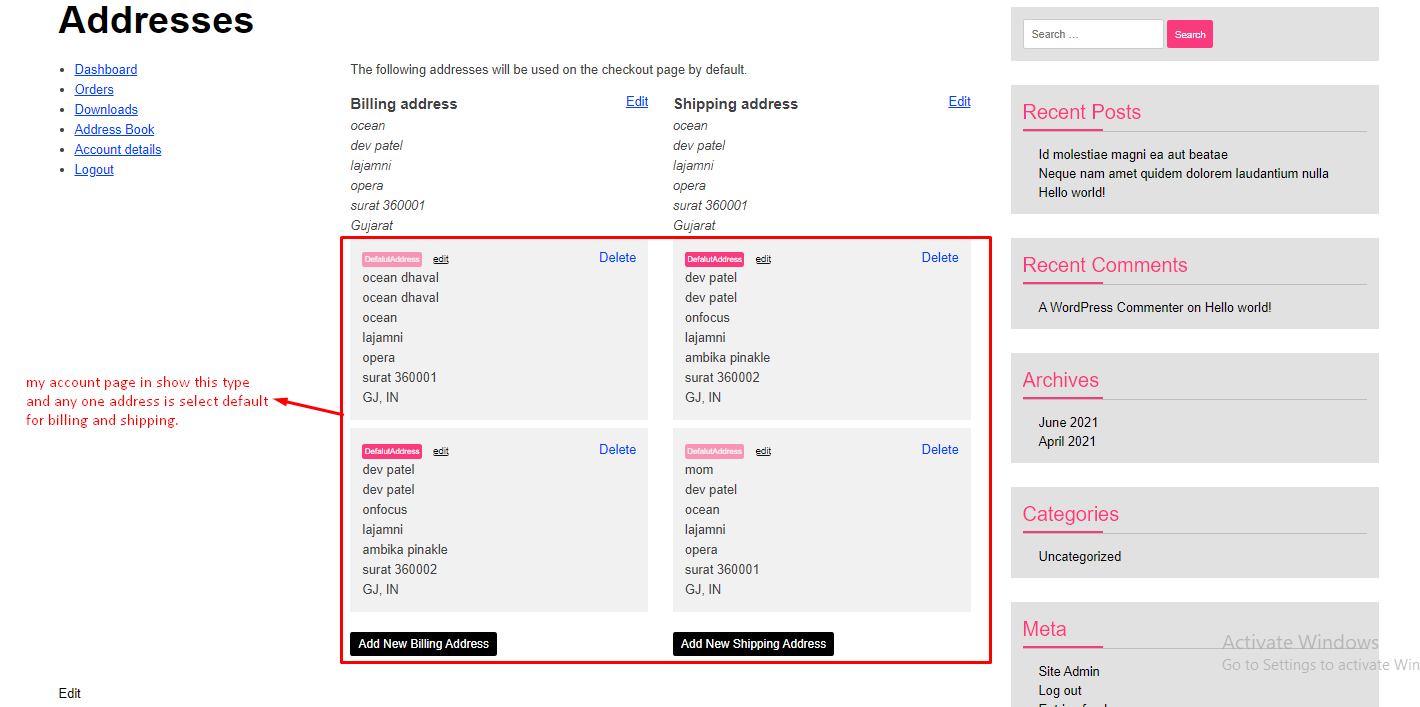 Addresses
Dashboard
Orders
Downloads
Address Book
Account details
Logout
The following addresses will be used on the checkout page by default.
Billing address
Edit
ocean
dev patel
lajamni
opera
surat 360001
Gujarat
Shipping address
Edit
ocean
dev patel
lajamni
opera
surat 360001
Gujarat
DefalutAddress edit Delete
ocean dhaval
ocean dhaval
ocean
lajamni
opera
surat 360001
GJ, IN
DefalutAddress edit Delete
dev patel
dev patel
onfocus
lajamni
ambika pinakle
surat 360002
GJ, IN
my account page in show this type
and any one address is select default
for billing and shipping.
DefalutAddress edit Delete
dev patel
dev patel
onfocus
lajamni
ambika pinakle
surat 360002
GJ, IN
DefalutAddress edit Delete
mom
dev patel
ocean
lajamni
opera
surat 360001
GJ, IN
Add New Billing Address
Add New Shipping Address
Edit
Search …
Search
Recent Posts
Id molestiae magni ea aut beatae
Neque nam amet quidem dolorem laudantium nulla
Hello world!
Recent Comments
A WordPress Commenter on Hello world!
Archives
June 2021
April 2021
Categories
Uncategorized
Meta
Site Admin
Log out
Activate Windows
Go to Settings to activate Win